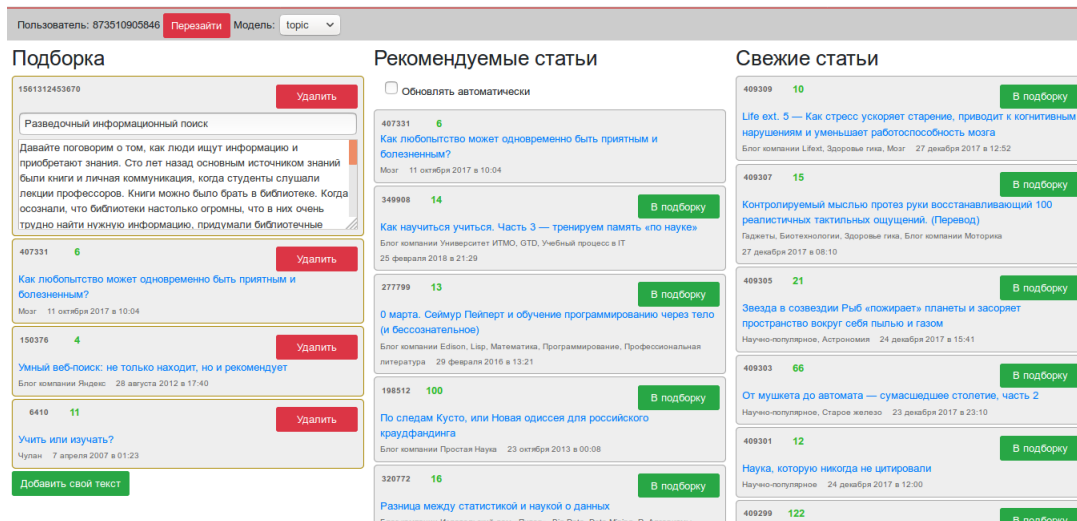 Пользователь: 873510905846 Перезайти Модель: topic
Подборка
1561312453670
Удалить
Разведочный информационный поиск
Давайте поговорим о том, как люди ищут информацию и
приобретают знания. Сто лет назад основным источником знаний
были книги и личная коммуникация, когда студенты слушали
лекции профессоров. Книги можно было брать в библиотеке. Когда
осознали, что библиотеки настолько огромны, что в них очень
трудно найти нужную информацию, придумали библиотечные
407331 6
Удалить
Как любопытство может одновременно быть приятным и
болезненным?
Мозг 11 октября 2017 в 10:04
150376 4
Удалить
Умный веб-поиск: не только находит, но и рекомендует
Блог компании Яндекс 28 августа 2012 в 17:40
6410 11
Удалить
Учить или изучать?
Чулан 7 апреля 2007 в 01:23
Добавить свой текст
Рекомендуемые статьи
Обновлять автоматически
407331 6
Как любопытство может одновременно быть приятным и
болезненным?
Мозг 11 октября 2017 в 10:04
349908 14
В подборку
Как научиться учиться. Часть 3 — тренируем память «по науке»
Блог компании Университет ИТМО, GTD, Учебный процесс в IT
25 февраля 2018 в 21:29
277799 13
В подборку
0 марта. Сеймур Пейперт и обучение программированию через тело
(и бессознательное)
Блог компании Edison, Lisp, Математика, Программирование, Профессиональная
литература 29 февраля 2016 в 13:21
198512 100
В подборку
По следам Кусто, или Новая одиссея для российского
краудфандинга
Блог компании Простая Наука 23 октября 2013 в 00:08
320772 16
В подборку
Разница между статистикой и наукой о данных
Свежие статьи
409309 10
В подборку
Life ext. 5 — Как стресс ускоряет старение, приводит к когнитивным
нарушениям и уменьшает работоспособность мозга
Блог компании Lifext, Здоровье гика, Мозг 27 декабря 2017 в 12:52
409307 15
В подборку
Контролируемый мыслью протез руки восстанавливающий 100
реалистичных тактильных ощущений. (Перевод)
Гаджеты, Биотехнологии, Здоровье гика, Блог компании Моторика
27 декабря 2017 в 08:10
409305 21
В подборку
Звезда в созвездии Рыб «пожирает» планеты и засоряет
пространство вокруг себя пылью и газом
Научно-популярное, Астрономия 24 декабря 2017 в 15:41
409303 66
В подборку
От мушкета до автомата — сумасшедшее столетие, часть 2
Научно-популярное, Старое железо 23 декабря 2017 в 23:10
409301 12
В подборку
Наука, которую никогда не цитировали
Научно-популярное 24 декабря 2017 в 12:00
409299 122
В подборку